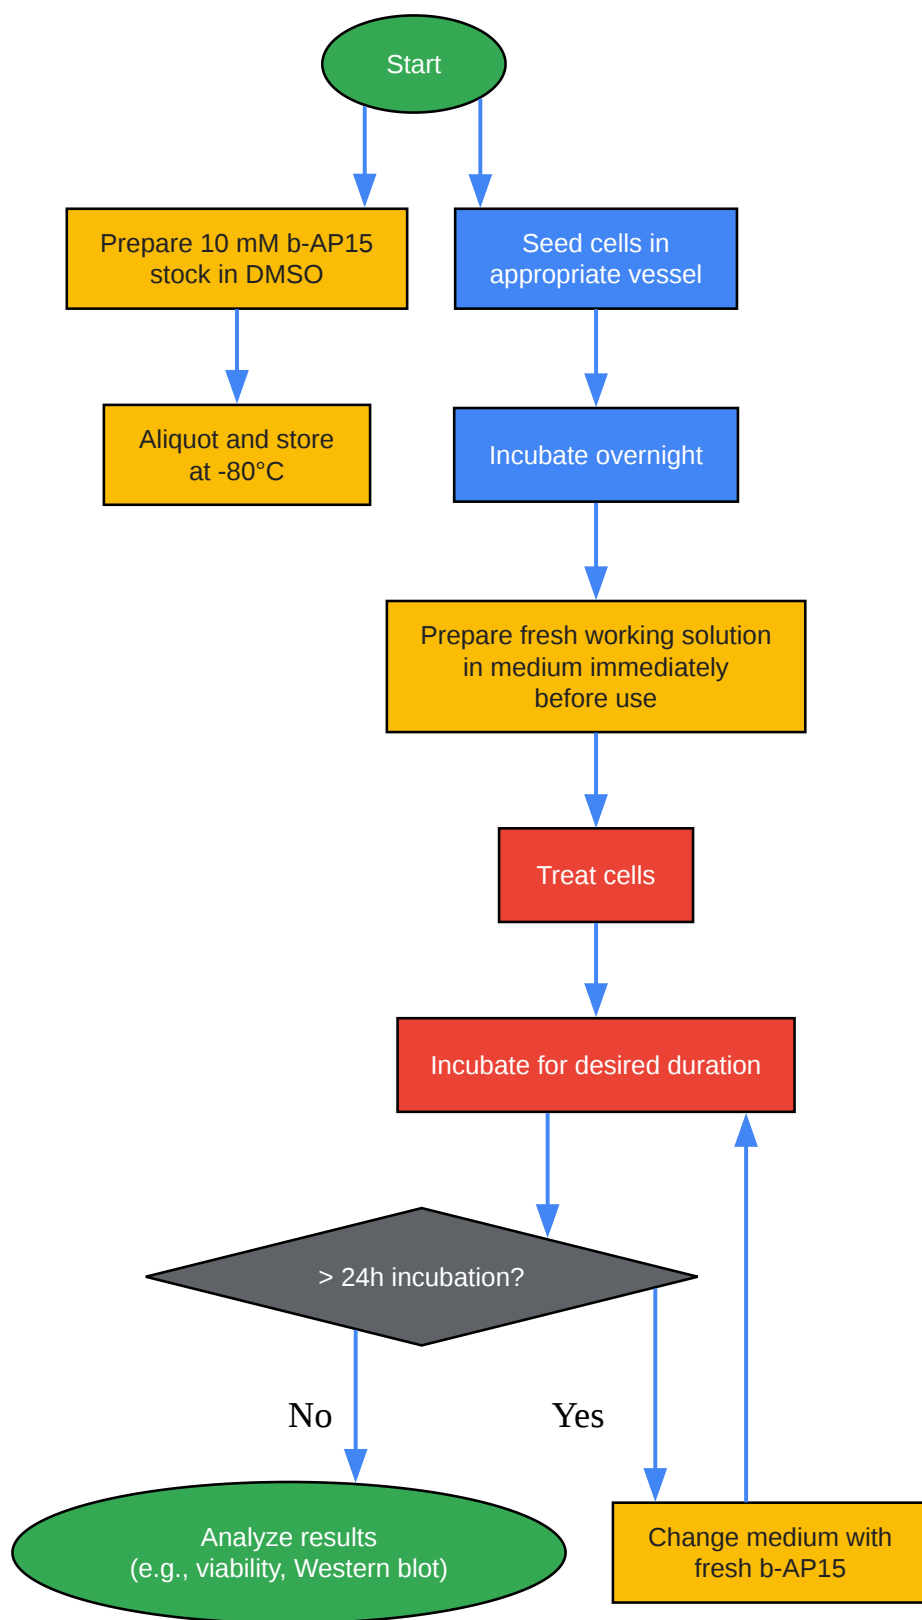 Start
Prepare 10 mM b-AP15
stock in DMSO
Seed cells in
appropriate vessel
Aliquot and store
at -80°C
Incubate overnight
Prepare fresh working solution
in medium immediately
before use
Treat cells
Incubate for desired duration
> 24h incubation?
No
Yes
Analyze results
(e.g., viability, Western blot)
Change medium with
fresh b-AP15